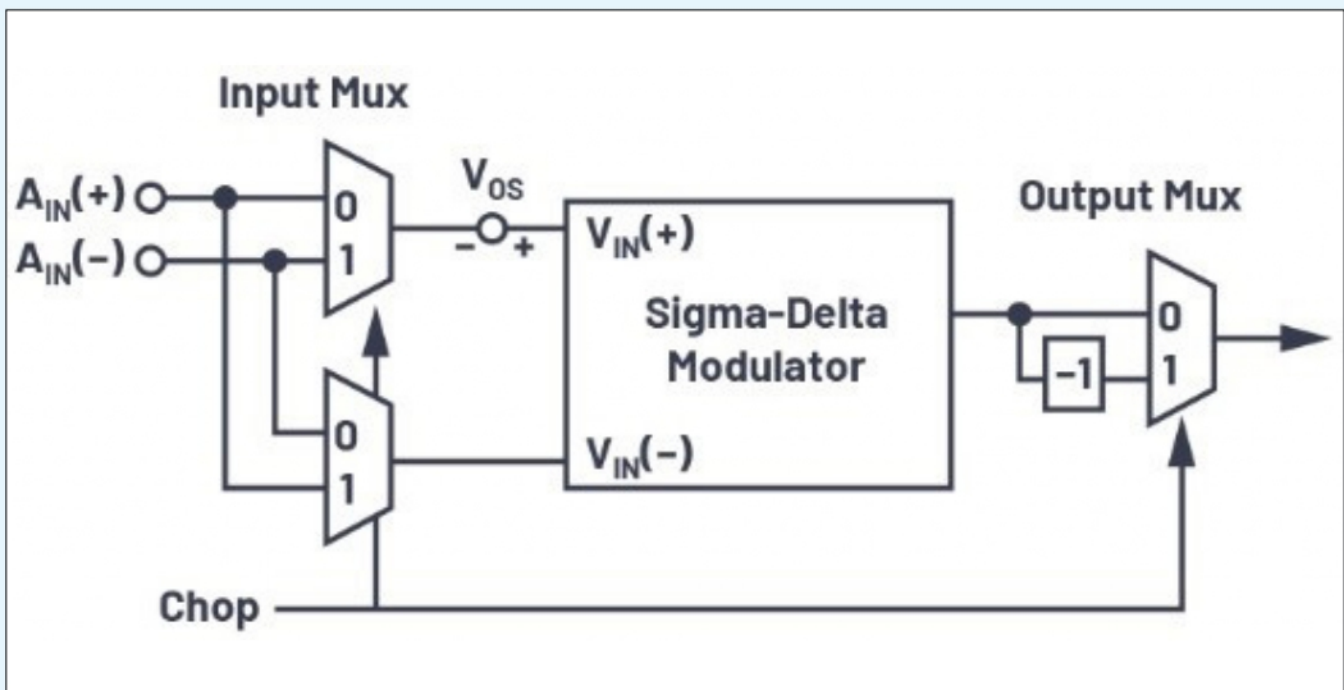 Input Mux
A_IN(+)
A_IN(-)
0
1
V_OS
- +
V_IN(+)
Sigma-Delta
Modulator
V_IN(-)
0
1
Output Mux
0
-1
1
Chop